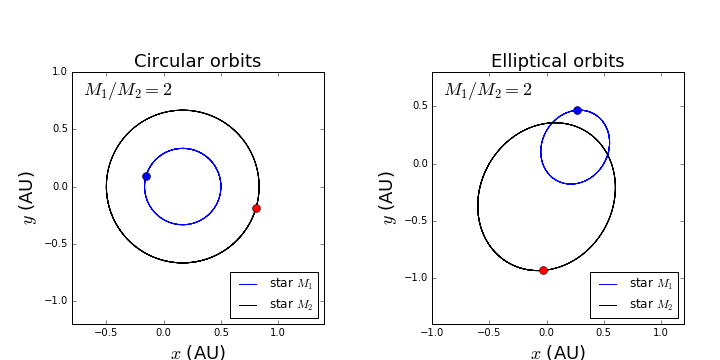 Circular orbits
M₁/M₂ = 2
1.0
0.5
0.0
−0.5
−1.0
y (AU)
star M₁
star M₂
−0.5
0.0
0.5
1.0
x (AU)
Elliptical orbits
M₁/M₂ = 2
0.5
0.0
−0.5
−1.0
y (AU)
star M₁
star M₂
−1.0
−0.5
0.0
0.5
1.0
x (AU)